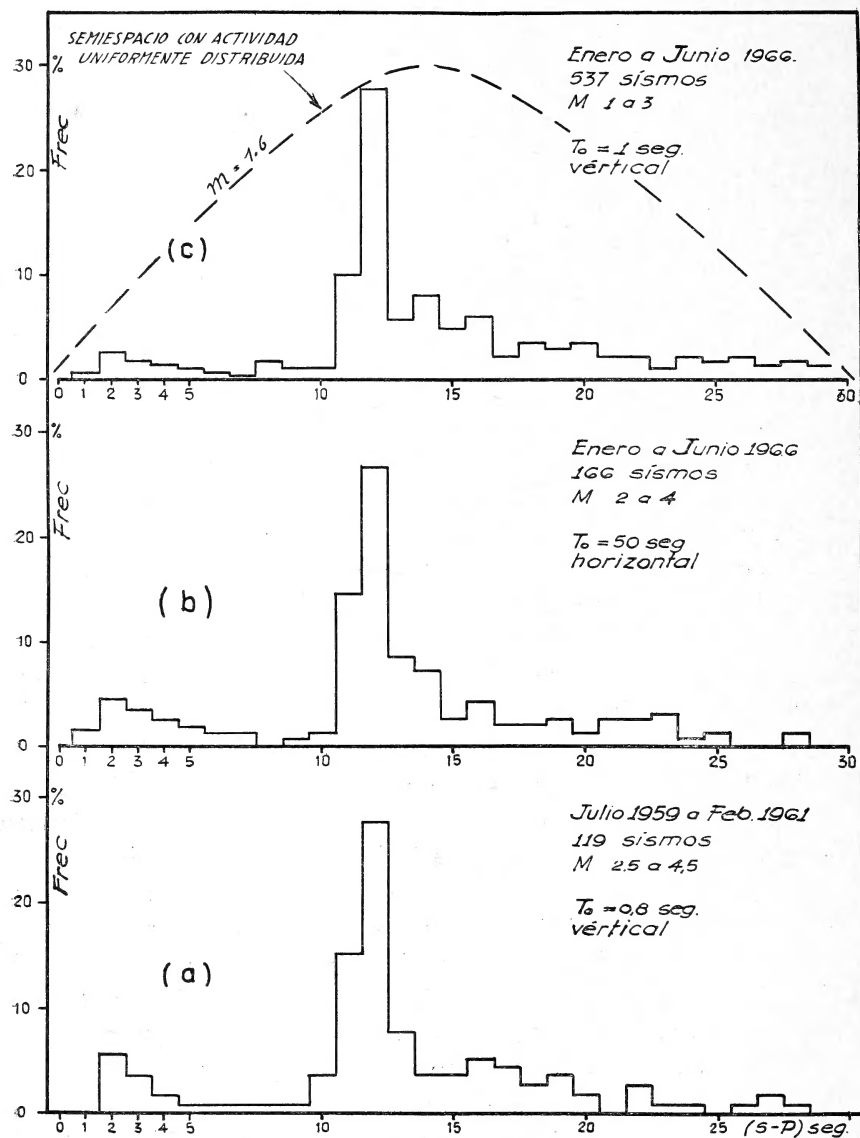 SEMIESPACIO CON ACTIVIDAD
UNIFORMEMENTE DISTRIBUIDA
Enero a Junio 1966.
537 sísmos
M 1 a 3
T₀ = 1 seg.
vértical
m = 1.6
(c)
Frec
%
.30
.20
.10
.0
0 1 2 3 4 5 10 15 20 25 30
Enero a Junio 1966
166 sísmos
M 2 a 4
T₀ = 50 seg
horizontal
(b)
Frec
%
.30
.20
.10
.0
0 1 2 3 4 5 10 15 20 25 30
Julio 1959 a Feb. 1961
119 sísmos
M 2.5 a 4,5
T₀ = 0,8 seg.
vértical
(a)
Frec
%
.30
.20
.10
.0
0 1 2 3 4 5 10 15 20 25 (s-P) seg.